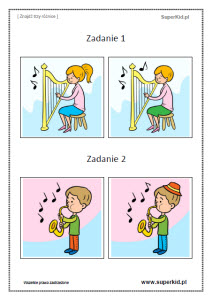 [ Znajdź trzy różnice ]
SuperKid.pl
Zadanie 1
Zadanie 2
Wszelkie prawa zastrzeżone
www.superkid.pl